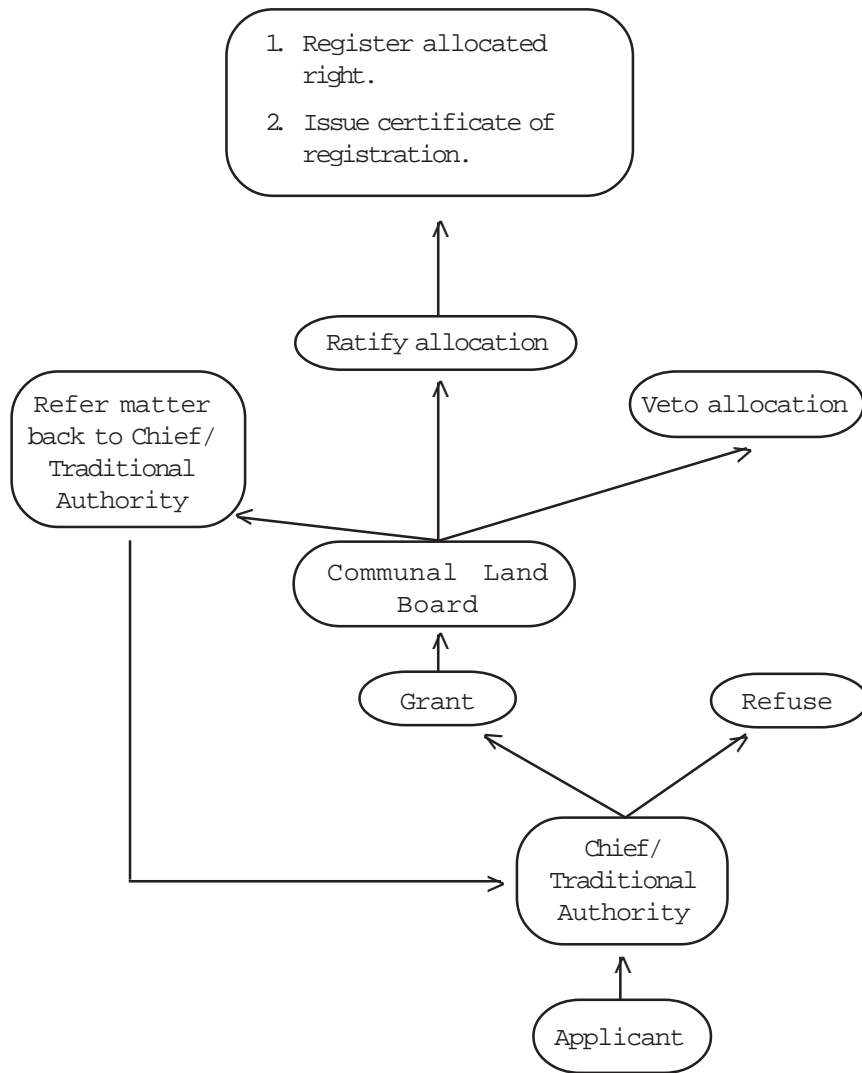 1. Register allocated
right.
2. Issue certificate of
registration.
Ratify allocation
Veto allocation
Refer matter
back to Chief/
Traditional
Authority
Communal Land
Board
Grant
Refuse
Chief/
Traditional
Authority
Applicant